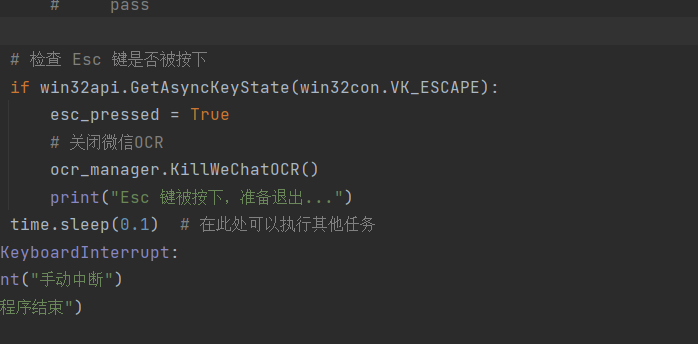 #     pass
# 检查 Esc 键是否被按下
if win32api.GetAsyncKeyState(win32con.VK_ESCAPE):
esc_pressed = True
# 关闭微信OCR
ocr_manager.KillWeChatOCR()
print("Esc 键被按下，准备退出...")
time.sleep(0.1)  # 在此处可以执行其他任务
KeyboardInterrupt:
nt("手动中断")
程序结束")